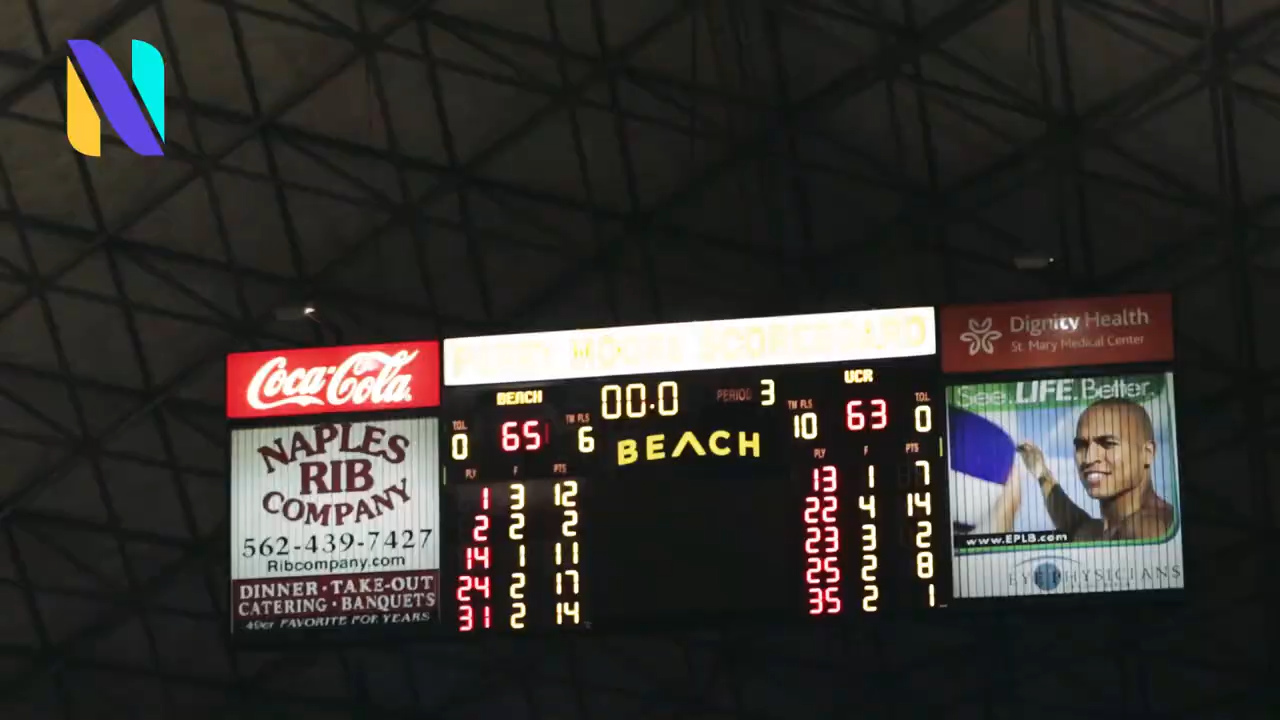 Coca-Cola
NAPLES
RIB
COMPANY
562-439-7427
Ribcompany.com
DINNER · TAKE-OUT
CATERING · BANQUETS
49er FAVORITE FOR YEARS
SCOREBOARD
BEACH 00.0 PERIOD 3 UCR
TOL TM FLS TM FLS TOL
0 65 6 10 63 0
BEACH
PLY F PTS PLY F PTS
1 3 12 13 1 7
2 2 2 22 4 14
14 1 11 23 3 2
24 2 17 25 2 8
31 2 14 35 2 1
Dignity Health
St. Mary Medical Center
See. LIFE. Better.
www.EPLB.com
EYE PHYSICIANS